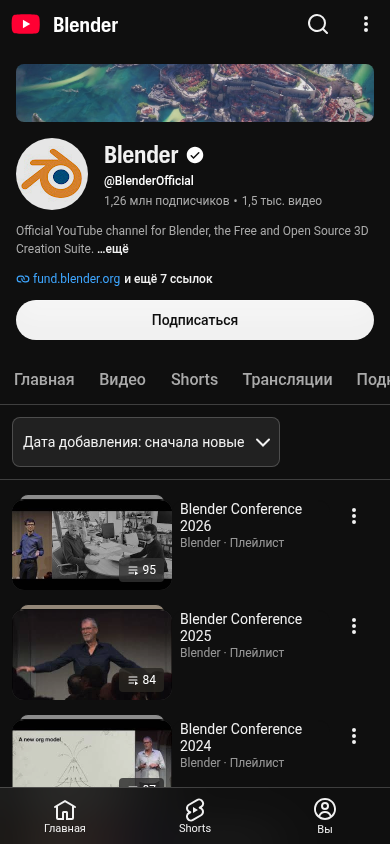 Blender
Blender
@BlenderOfficial
1,26 млн подписчиков • 1,5 тыс. видео
Official YouTube channel for Blender, the Free and Open Source 3D
Creation Suite. ...ещё
fund.blender.org и ещё 7 ссылок
Подписаться
Главная Видео Shorts Трансляции
Дата добавления: сначала новые
Blender Conference
2026
Blender · Плейлист
95
Blender Conference
2025
Blender · Плейлист
84
A new org model
Blender Conference
2024
Blender · Плейлист
Главная Shorts Вы